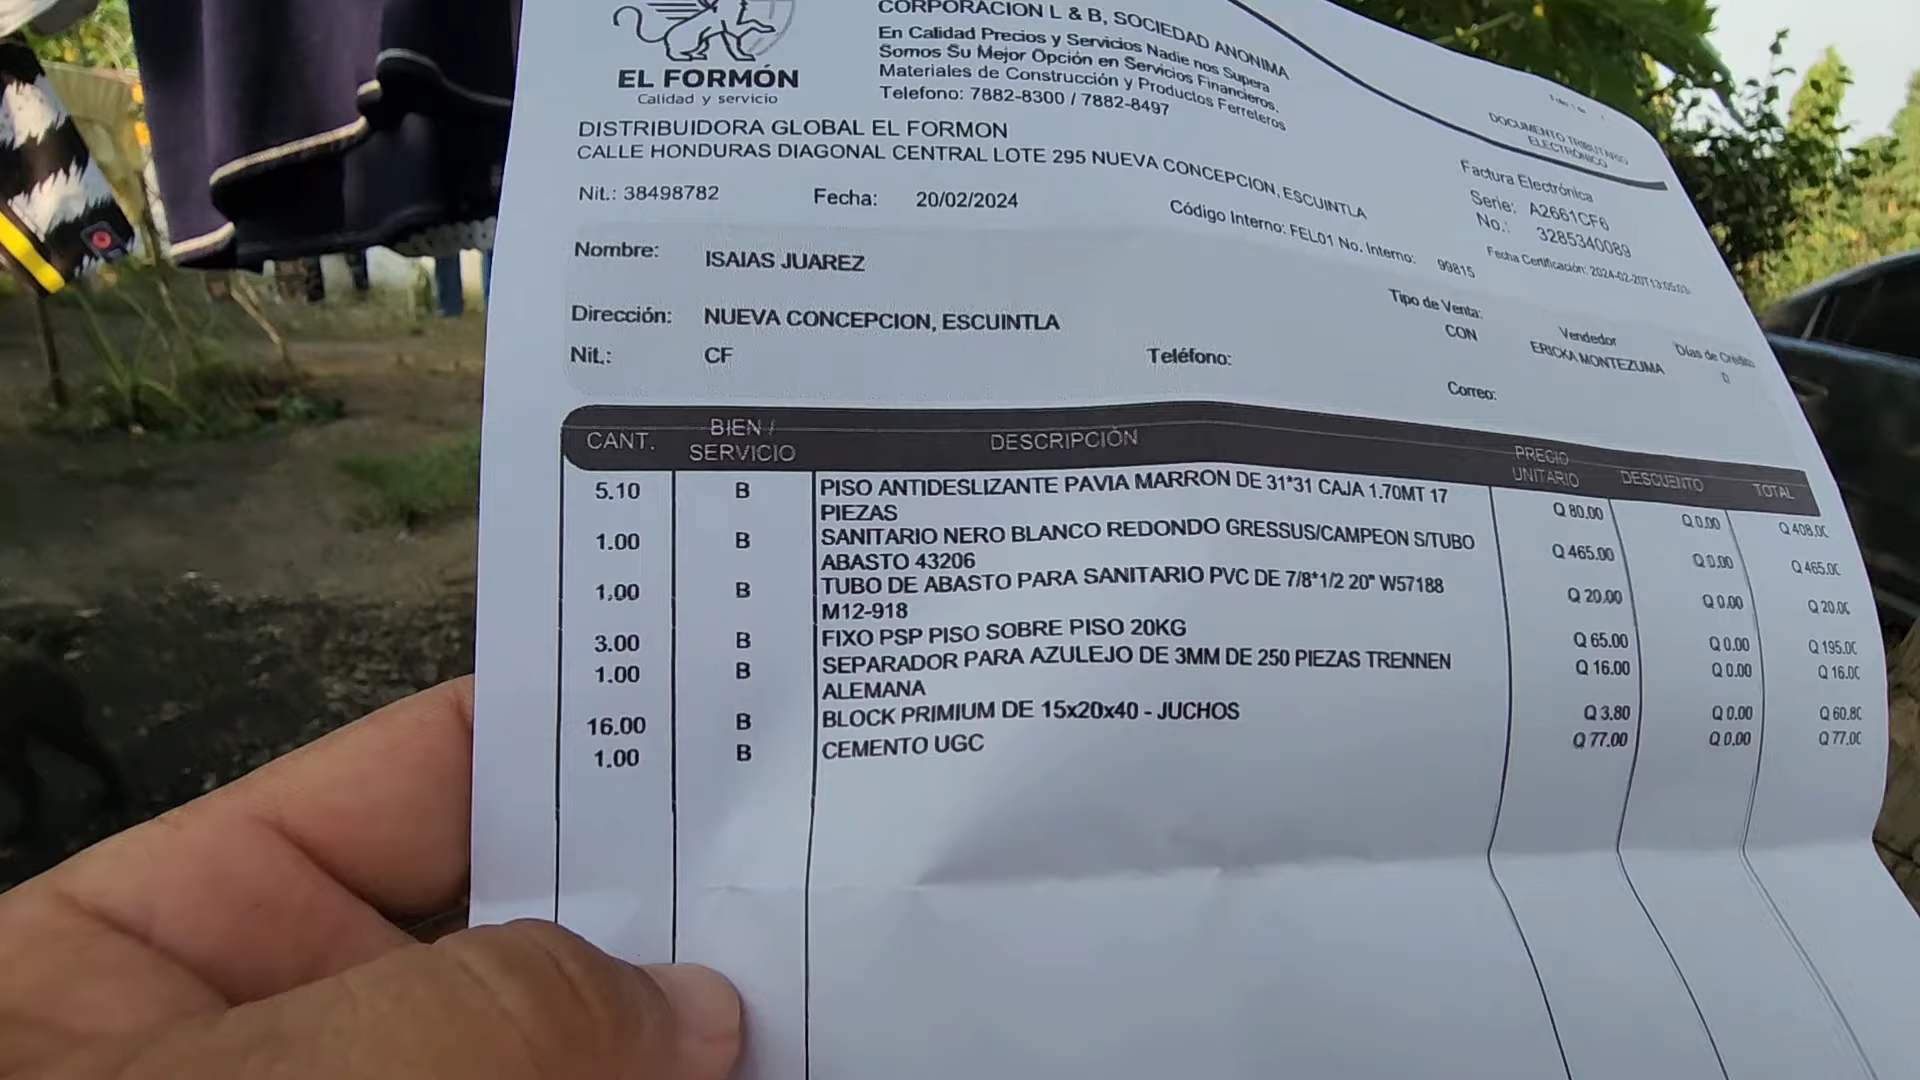 CORPORACION L & B, SOCIEDAD ANONIMA
En Calidad Precios y Servicios Nadie nos Supera
Somos Su Mejor Opción en Servicios Financieros,
Materiales de Construcción y Productos Ferreteros
Telefono: 7882-8300 / 7882-8497
EL FORMÓN
Calidad y servicio
DISTRIBUIDORA GLOBAL EL FORMON
CALLE HONDURAS DIAGONAL CENTRAL LOTE 295 NUEVA CONCEPCION, ESCUINTLA
DOCUMENTO TRIBUTARIO
ELECTRÓNICO
Factura Electrónica
Serie: A2661CF6
No.: 3285340089
Fecha Certificación: 2024-02-20T13:05:03
Nit.: 38498782 Fecha: 20/02/2024 Código Interno: FEL01 No. Interno: 99815
Nombre: ISAIAS JUAREZ
Dirección: NUEVA CONCEPCION, ESCUINTLA
Nit.: CF Teléfono:
Tipo de Venta: Vendedor Días de Crédito
CON ERICKA MONTEZUMA 0
Correo:
CANT. BIEN / SERVICIO DESCRIPCIÓN PRECIO UNITARIO DESCUENTO TOTAL
5.10 B PISO ANTIDESLIZANTE PAVIA MARRON DE 31*31 CAJA 1.70MT 17 Q 80.00 Q 0.00 Q 408.00
PIEZAS
1.00 B SANITARIO NERO BLANCO REDONDO GRESSUS/CAMPEON S/TUBO Q 465.00 Q 0.00 Q 465.00
ABASTO 43206
1.00 B TUBO DE ABASTO PARA SANITARIO PVC DE 7/8*1/2 20" W57188 Q 20.00 Q 0.00 Q 20.00
M12-918
3.00 B FIXO PSP PISO SOBRE PISO 20KG Q 65.00 Q 0.00 Q 195.00
1.00 B SEPARADOR PARA AZULEJO DE 3MM DE 250 PIEZAS TRENNEN Q 16.00 Q 0.00 Q 16.00
ALEMANA
16.00 B BLOCK PRIMIUM DE 15x20x40 - JUCHOS Q 3.80 Q 0.00 Q 60.80
1.00 B CEMENTO UGC Q 77.00 Q 0.00 Q 77.00